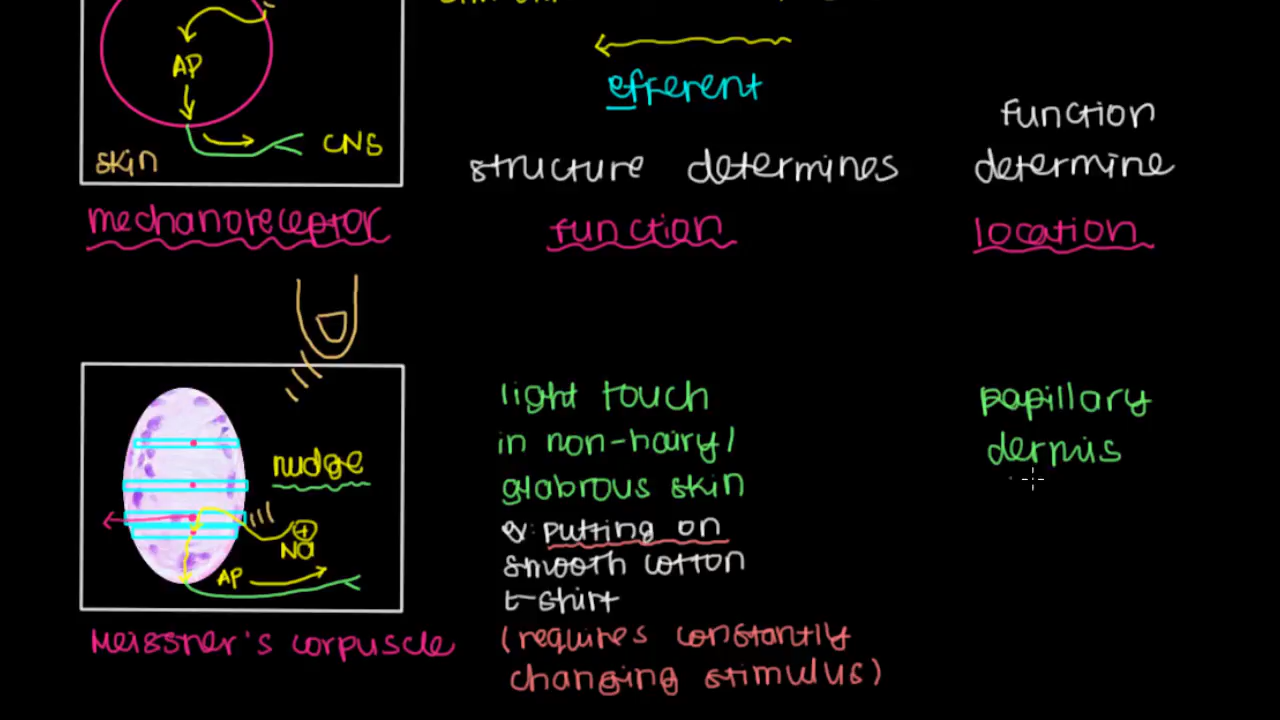 AP
efferent
function
CNS
skin
structure determines
determine
mechanoreceptor
function
location
light touch
papillary
in non-hairy/
dermis
nudge
glabrous skin
ex: putting on
Na
smooth cotton
AP
t-shirt
Meissner's corpuscle
(requires constantly
changing stimulus)